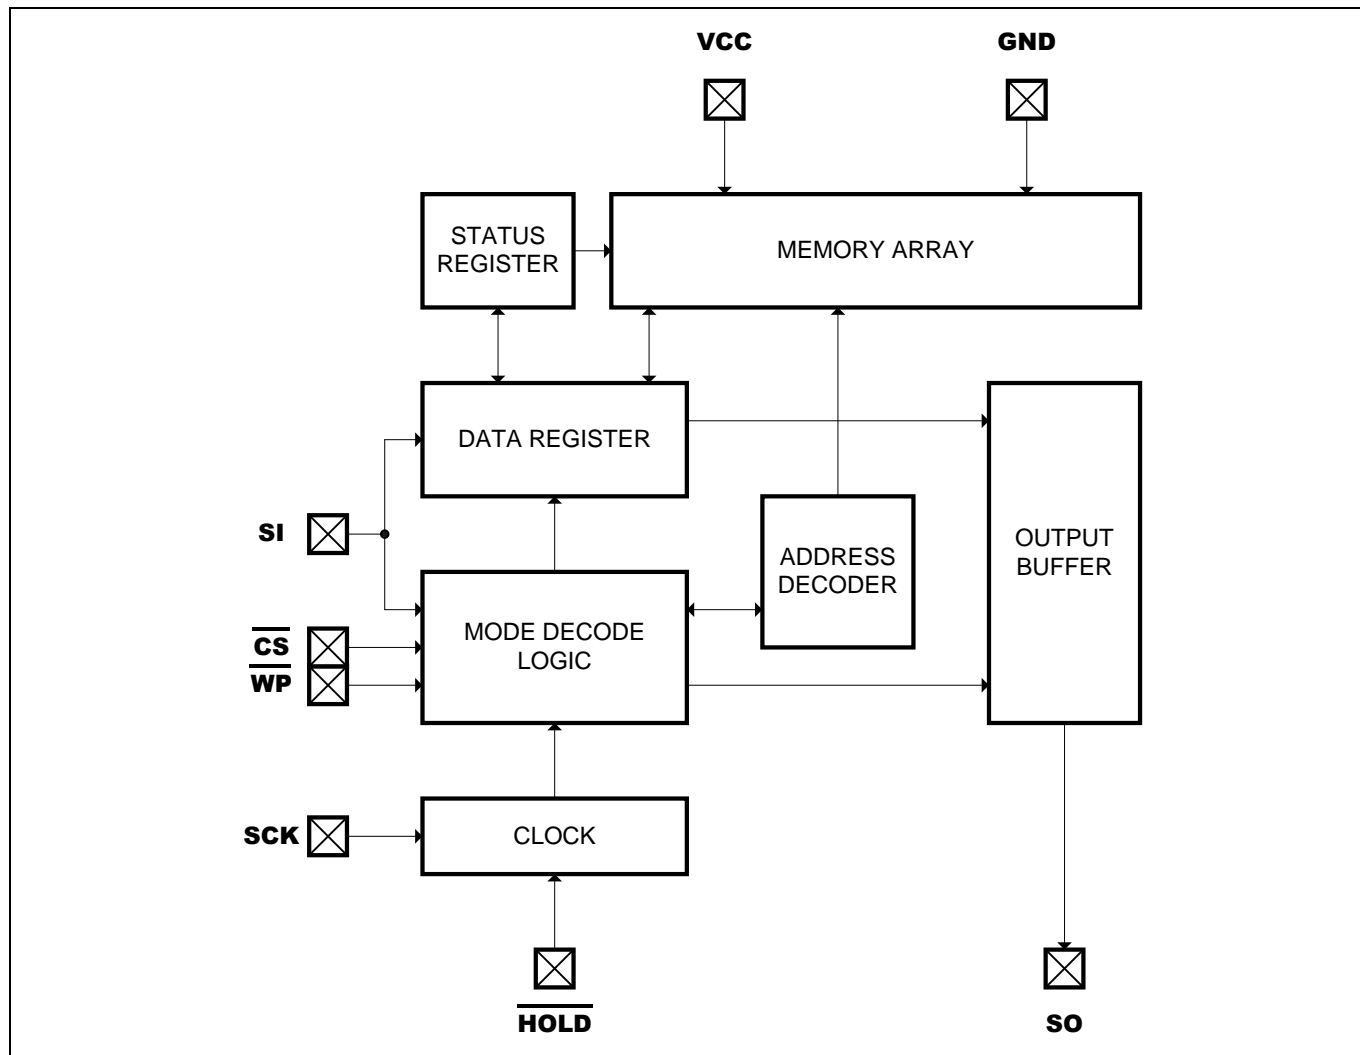 VCC
GND
STATUS
REGISTER
MEMORY ARRAY
DATA REGISTER
SI
ADDRESS
DECODER
OUTPUT
BUFFER
MODE DECODE
LOGIC
CS
WP
SCK
CLOCK
HOLD
SO